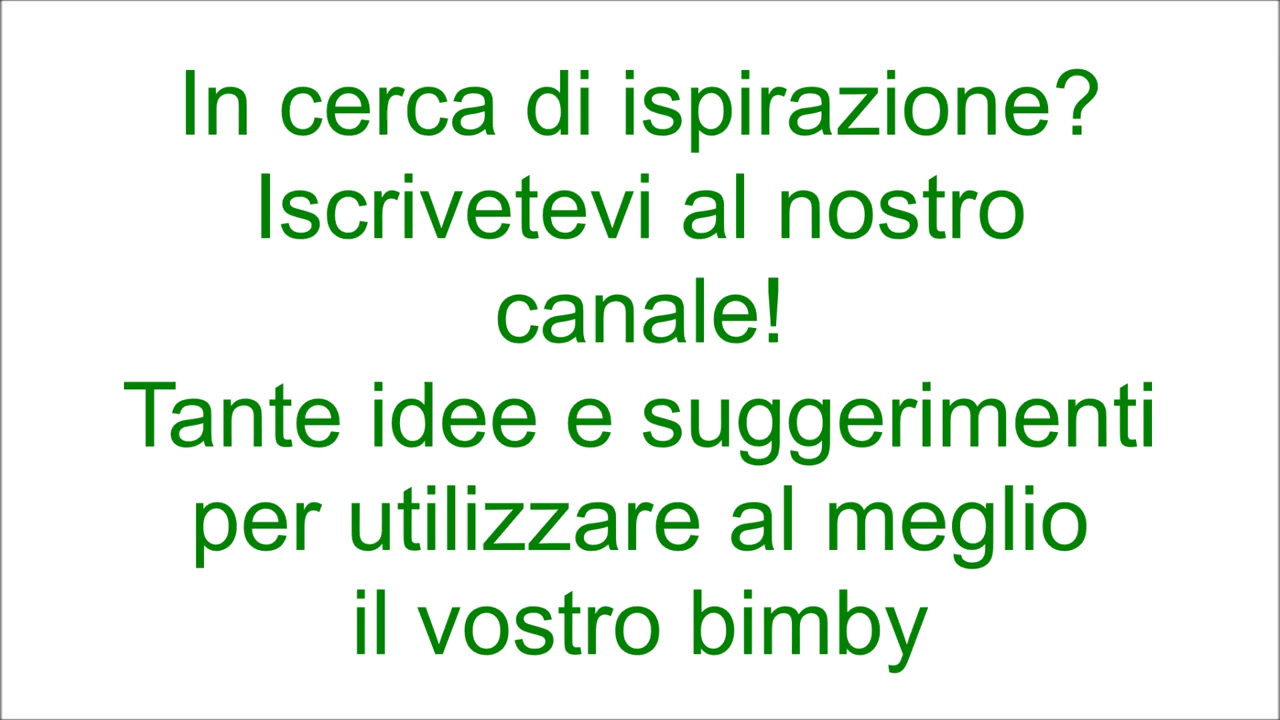 In cerca di ispirazione?
Iscrivetevi al nostro
canale!
Tante idee e suggerimenti
per utilizzare al meglio
il vostro bimby